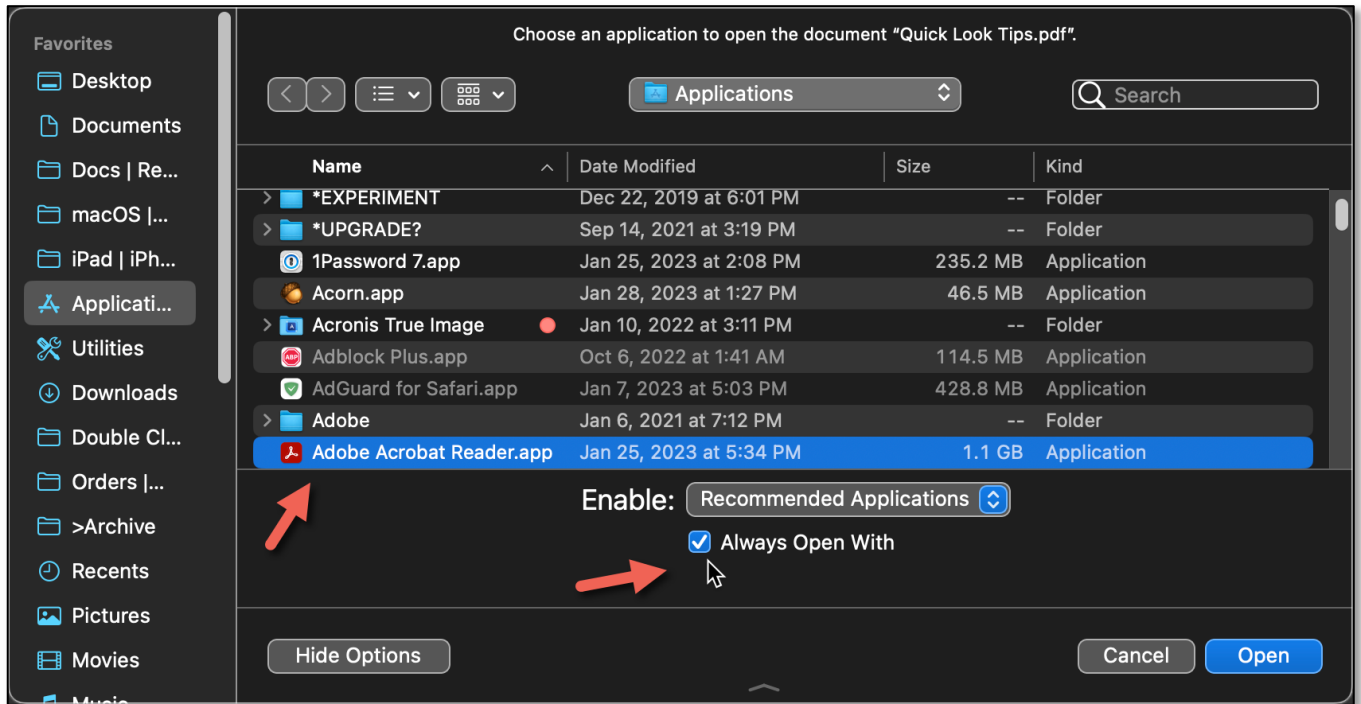 Choose an application to open the document “Quick Look Tips.pdf”.
Favorites
Desktop
Documents
Docs | Re...
macOS |...
iPad | iPh...
Applicati...
Utilities
Downloads
Double Cl...
Orders |...
>Archive
Recents
Pictures
Movies
Music
Applications
Search
Name Date Modified Size Kind
*EXPERIMENT Dec 22, 2019 at 6:01 PM -- Folder
*UPGRADE? Sep 14, 2021 at 3:19 PM -- Folder
1Password 7.app Jan 25, 2023 at 2:08 PM 235.2 MB Application
Acorn.app Jan 28, 2023 at 1:27 PM 46.5 MB Application
Acronis True Image Jan 10, 2022 at 3:11 PM -- Folder
Adblock Plus.app Oct 6, 2022 at 1:41 AM 114.5 MB Application
AdGuard for Safari.app Jan 7, 2023 at 5:03 PM 428.8 MB Application
Adobe Jan 6, 2021 at 7:12 PM -- Folder
Adobe Acrobat Reader.app Jan 25, 2023 at 5:34 PM 1.1 GB Application
Enable: Recommended Applications
Always Open With
Hide Options Cancel Open